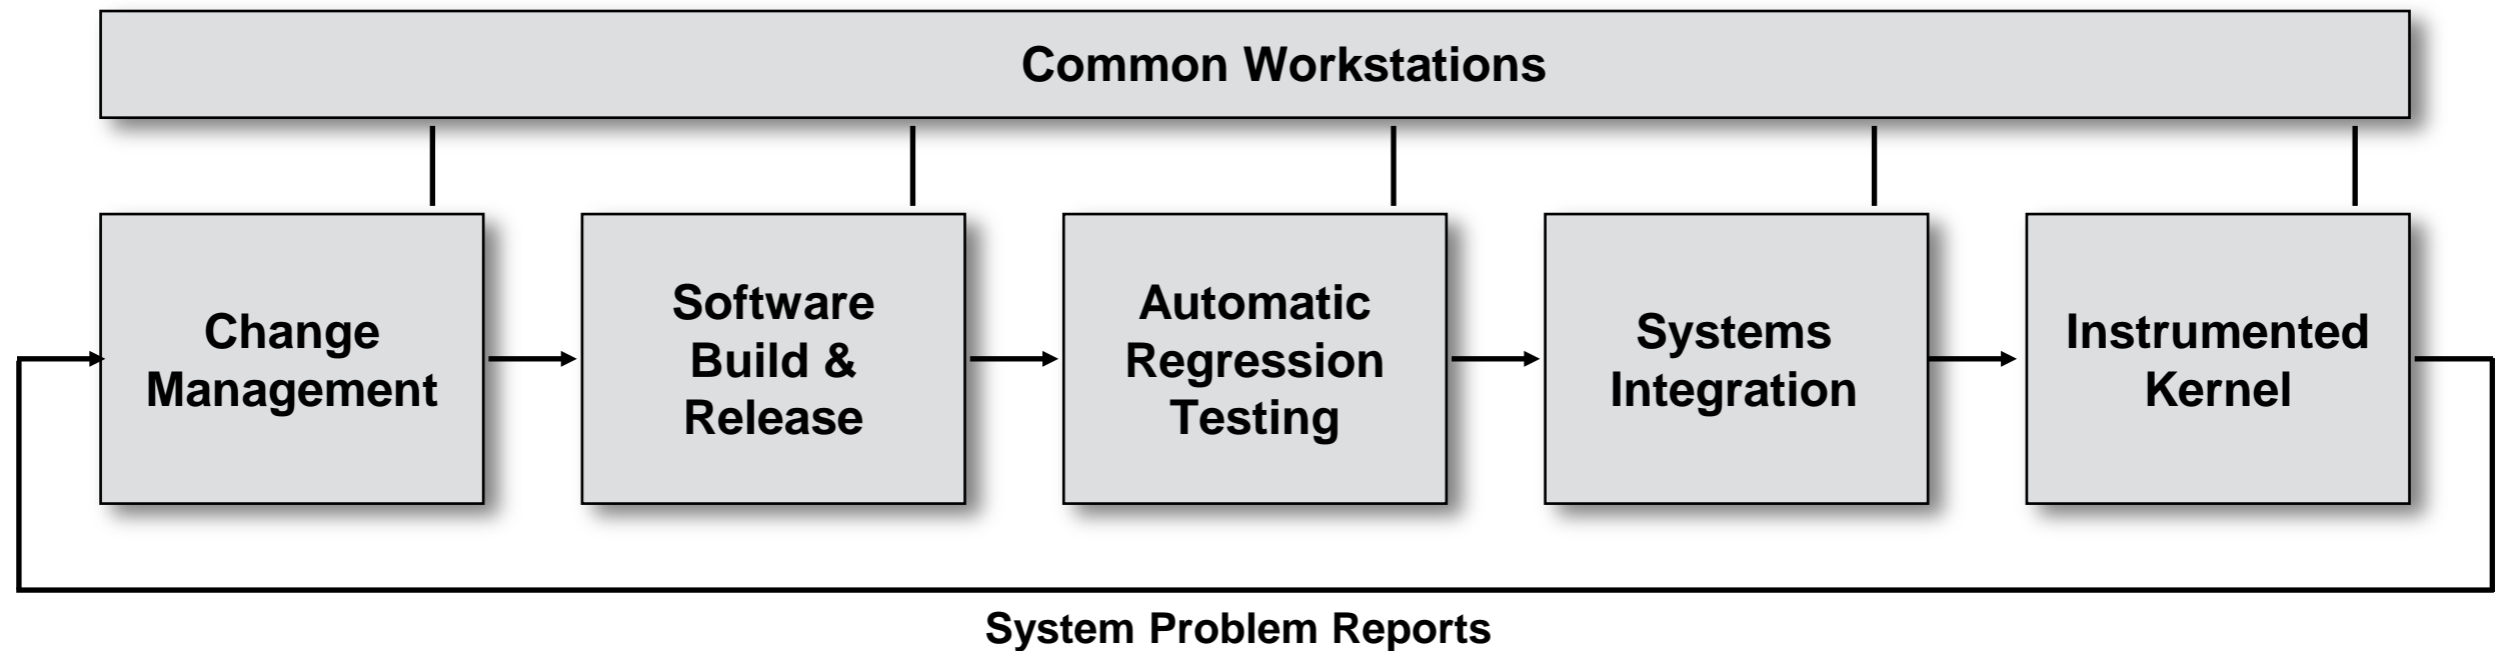 Common Workstations
Change
Management
Software
Build &
Release
Automatic
Regression
Testing
Systems
Integration
Instrumented
Kernel
System Problem Reports